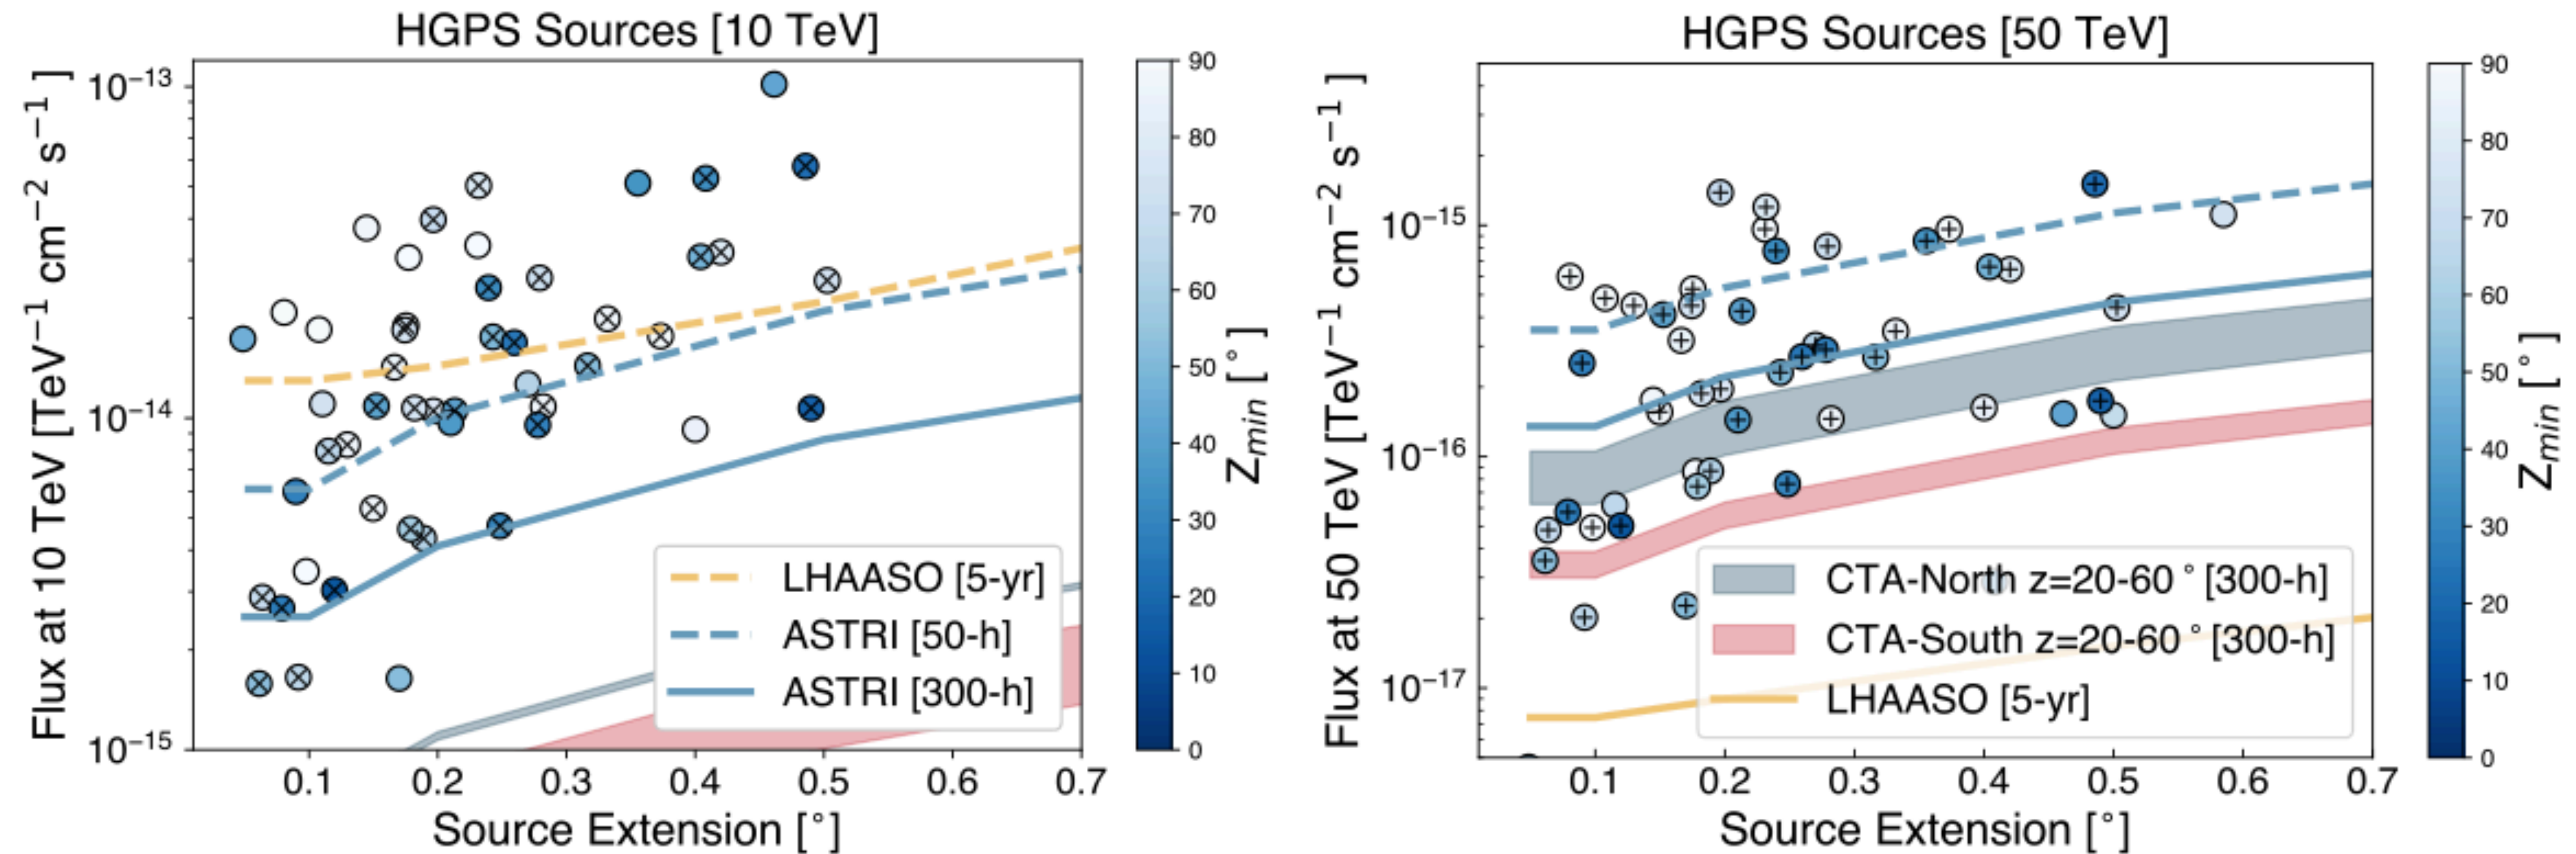 HGPS Sources [10 TeV]
Flux at 10 TeV [TeV⁻¹ cm⁻² s⁻¹ ]
10⁻¹³
10⁻¹⁴
10⁻¹⁵
0.1 0.2 0.3 0.4 0.5 0.6 0.7
Source Extension [°]
LHAASO [5-yr]
ASTRI [50-h]
ASTRI [300-h]
90
80
70
60
50
40
30
20
10
0
Zmin [°]
HGPS Sources [50 TeV]
Flux at 50 TeV [TeV⁻¹ cm⁻² s⁻¹ ]
10⁻¹⁵
10⁻¹⁶
10⁻¹⁷
0.1 0.2 0.3 0.4 0.5 0.6 0.7
Source Extension [°]
CTA-North z=20-60 ° [300-h]
CTA-South z=20-60 ° [300-h]
LHAASO [5-yr]
90
80
70
60
50
40
30
20
10
0
Zmin [°]